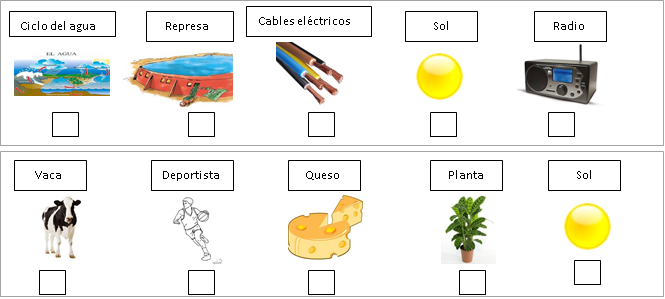 Ciclo del agua
Represa
Cables eléctricos
Sol
Radio
EL AGUA
Vaca
Deportista
Queso
Planta
Sol